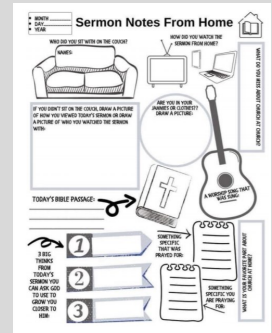 MONTH
DAY
YEAR
Sermon Notes From Home
WHO DID YOU SIT WITH ON THE COUCH?
NAMES:
HOW DID YOU WATCH THE
SERMON FROM HOME?
WHAT DO YOU MISS ABOUT CHURCH AT CHURCH?
IF YOU DIDN'T SIT ON THE COUCH, DRAW A PICTURE
OF HOW YOU VIEWED TODAY'S SERMON OR DRAW
A PICTURE OF WHO YOU WATCHED THE SERMON
WITH:
ARE YOU IN YOUR
JAMMIES OR CLOTHES??
DRAW A PICTURE:
A WORSHIP SONG THAT
WAS SUNG:
TODAY'S BIBLE PASSAGE:
3 BIG
THINKS
FROM
TODAY'S
SERMON YOU
CAN ASK GOD
TO USE TO
GROW YOU
CLOSER TO
HIM:
1
2
3
SOMETHING
SPECIFIC
THAT WAS
PRAYED FOR:
SOMETHING
SPECIFIC YOU
ARE PRAYING
FOR:
WHAT IS YOUR FAVORITE PART ABOUT
CHURCH AT HOME?